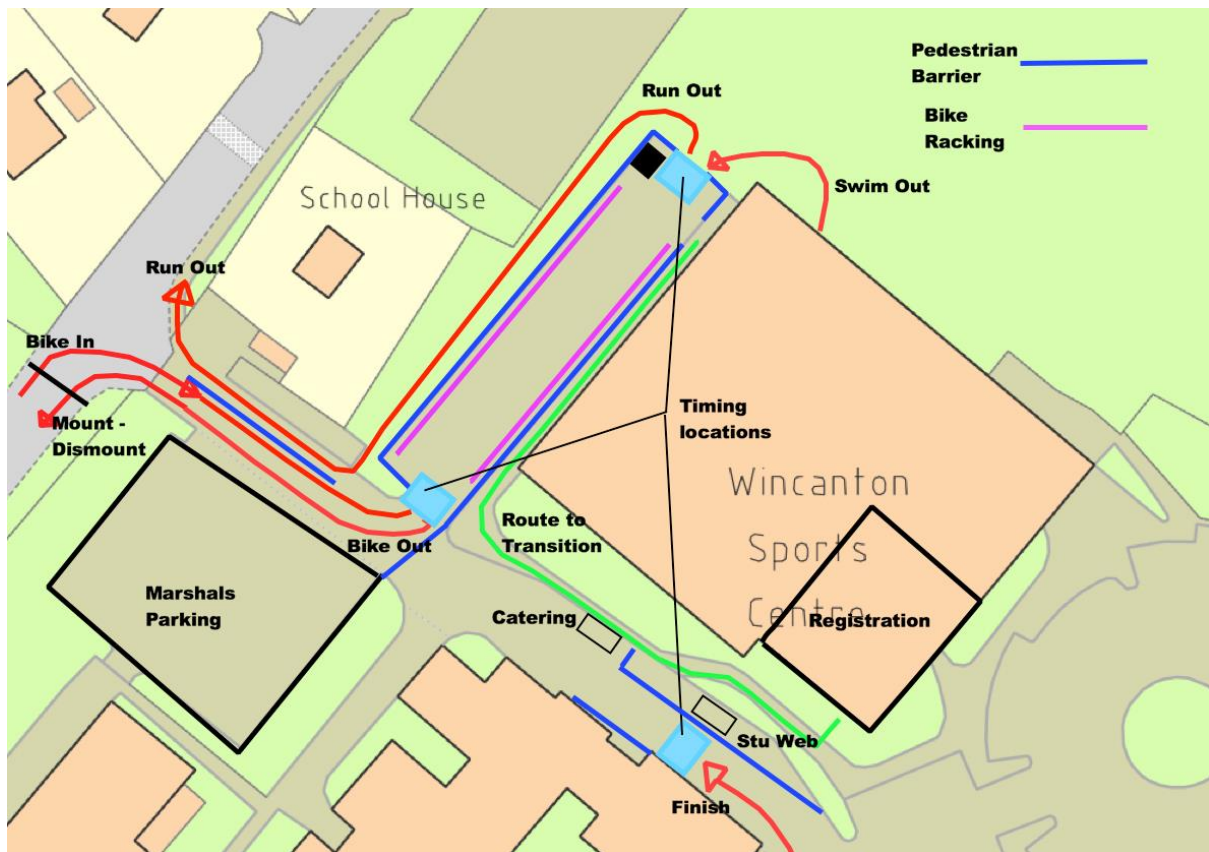 Pedestrian
Barrier
Bike
Racking
Run Out
Swim Out
School House
Run Out
Bike In
Mount -
Dismount
Timing
locations
Wincanton
Sports
Centre
Route to
Transition
Bike Out
Marshals
Parking
Catering
Registration
Stu Web
Finish